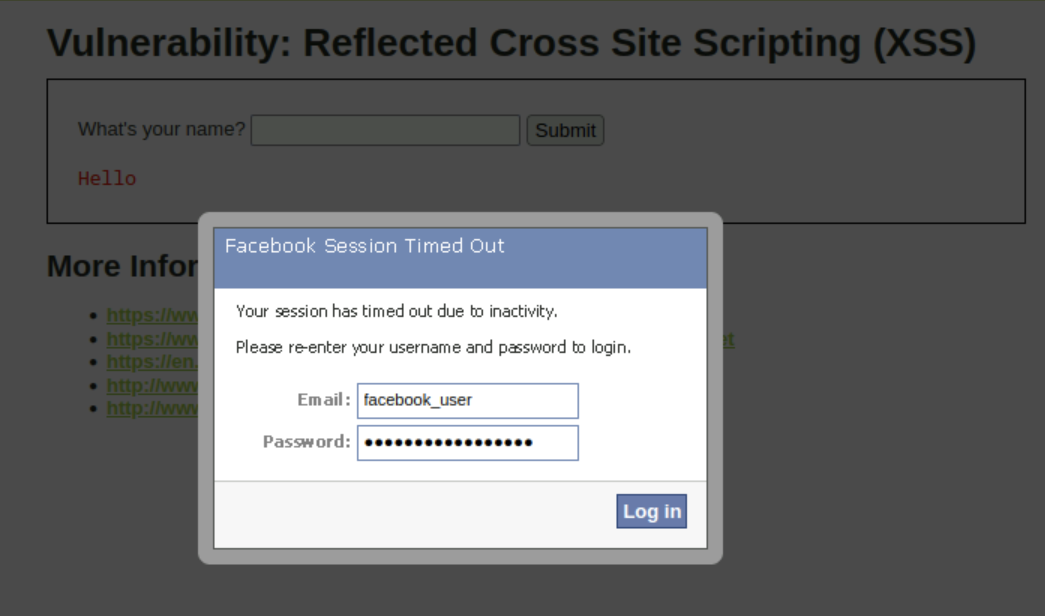 Vulnerability: Reflected Cross Site Scripting (XSS)
What's your name? Submit
Hello
More Infor
https://ww
https://ww et
https://en.
http://www
http://www
Facebook Session Timed Out
Your session has timed out due to inactivity.
Please re-enter your username and password to login.
Email: facebook_user
Password: •••••••••••••••••
Log in